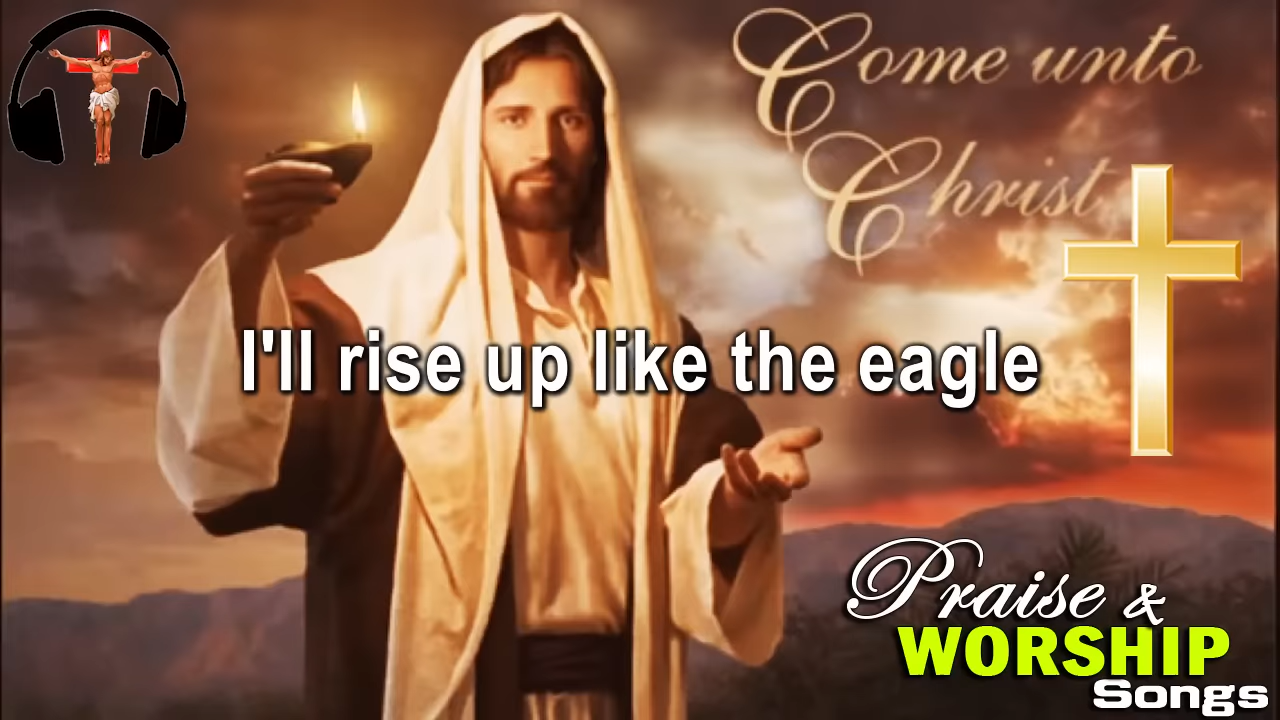 Come unto
Christ
I'll rise up like the eagle
Praise &
WORSHIP
Songs